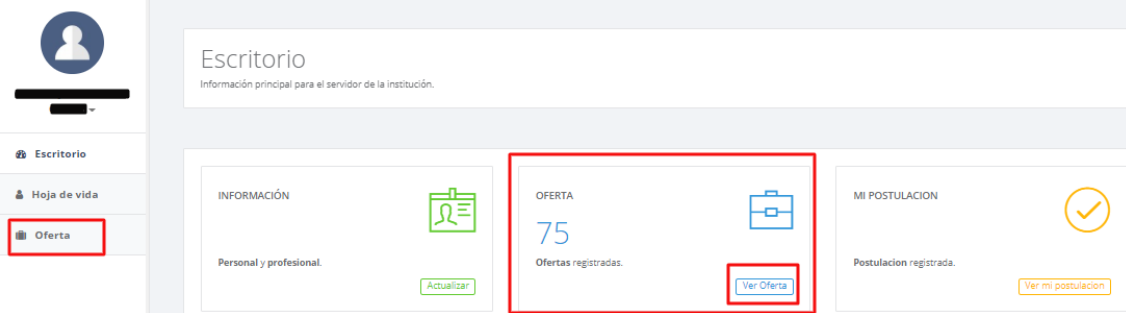 Escritorio
Hoja de vida
Oferta
Escritorio
Información principal para el servidor de la institución.
INFORMACIÓN
Personal y profesional.
Actualizar
OFERTA
75
Ofertas registradas.
Ver Oferta
MI POSTULACION
Postulacion registrada.
Ver mi postulacion